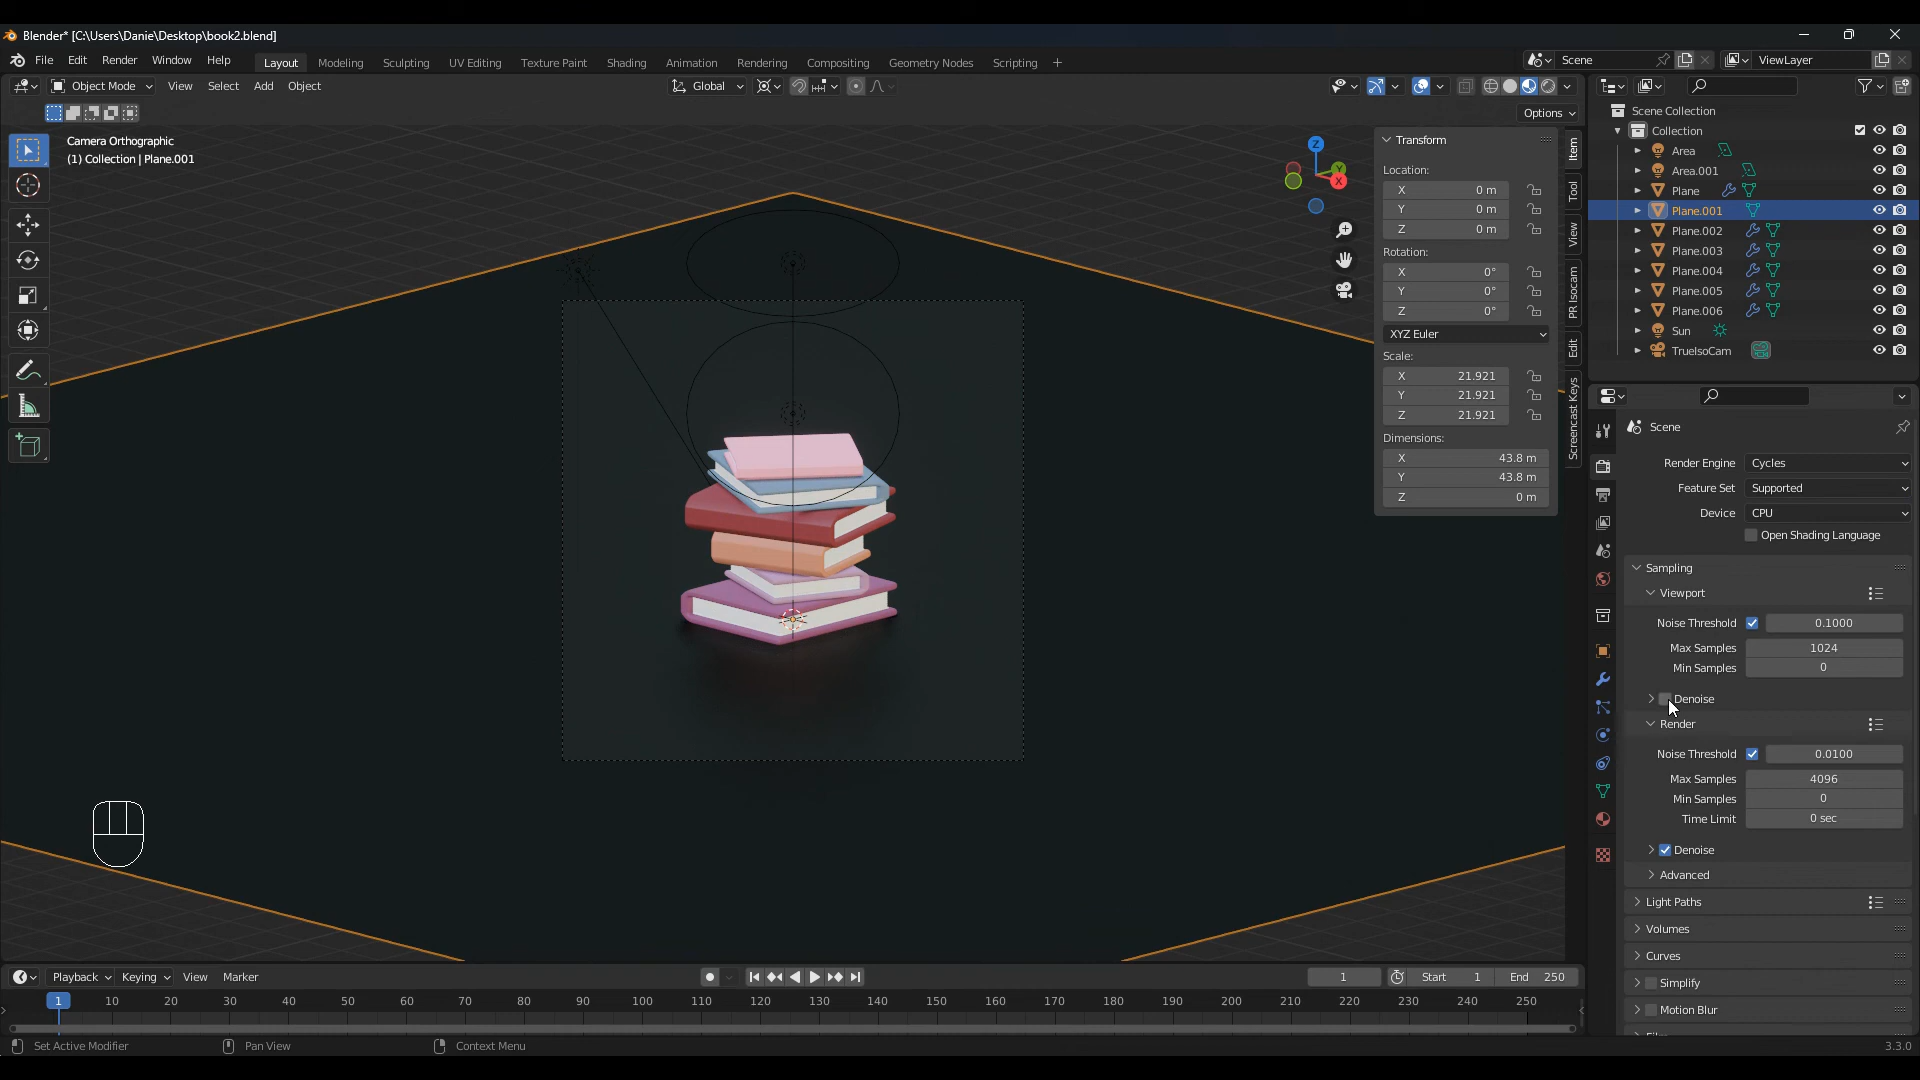 Blender* [C:\Users\Danie\Desktop\book2.blend]
File Edit Render Window Help Layout Modeling Sculpting UV Editing Texture Paint Shading Animation Rendering Compositing Geometry Nodes Scripting + Scene ViewLayer
Object Mode View Select Add Object Global
Options
Camera Orthographic
(1) Collection | Plane.001
Z
Y
X
Transform
Location:
X 0 m
Y 0 m
Z 0 m
Rotation:
X 0°
Y 0°
Z 0°
XYZ Euler
Scale:
X 21.921
Y 21.921
Z 21.921
Dimensions:
X 43.8 m
Y 43.8 m
Z 0 m
Item
Tool
View
PR Isocam
Edit
Screencast Keys
Scene Collection
Collection
Area
Area.001
Plane
Plane.001
Plane.002
Plane.003
Plane.004
Plane.005
Plane.006
Sun
TrueIsoCam
Scene
Render Engine Cycles
Feature Set Supported
Device CPU
Open Shading Language
Sampling
Viewport
Noise Threshold 0.1000
Max Samples 1024
Min Samples 0
Denoise
Render
Noise Threshold 0.0100
Max Samples 4096
Min Samples 0
Time Limit 0 sec
Denoise
Advanced
Light Paths
Volumes
Curves
Simplify
Motion Blur
Playback Keying View Marker 1 Start 1 End 250
1 10 20 30 40 50 60 70 80 90 100 110 120 130 140 150 160 170 180 190 200 210 220 230 240 250
Set Active Modifier Pan View Context Menu 3.3.0